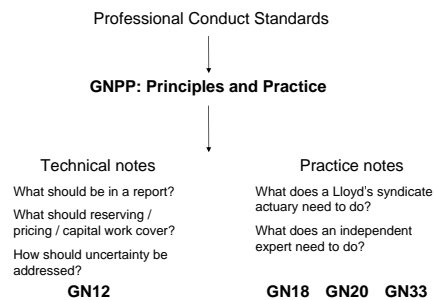 Professional Conduct Standards
GNPP: Principles and Practice
Technical notes
What should be in a report?
What should reserving /
pricing / capital work cover?
How should uncertainty be
addressed?
GN12
Practice notes
What does a Lloyd's syndicate
actuary need to do?
What does an independent
expert need to do?
GN18 GN20 GN33